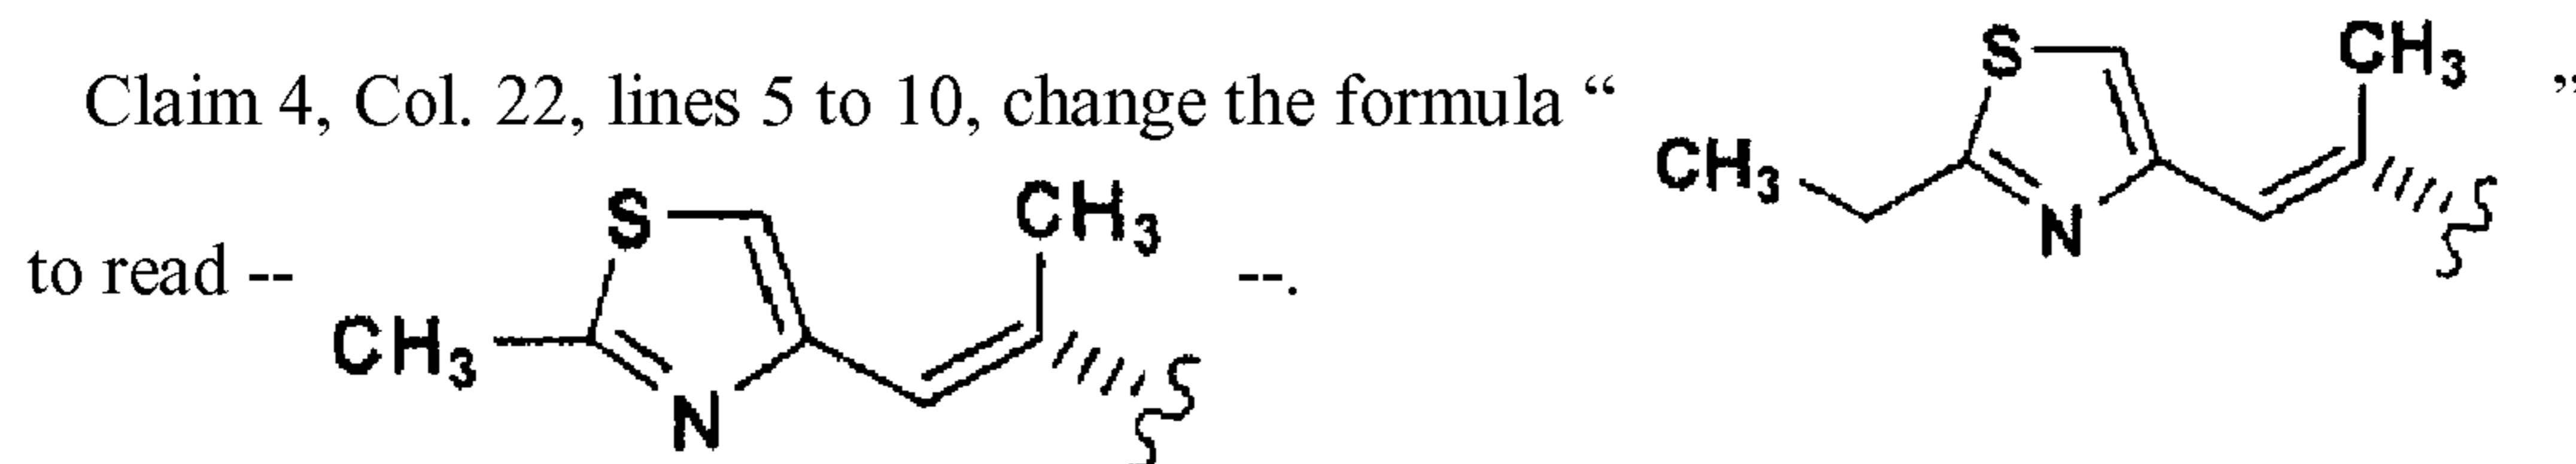 Claim 4, Col. 22, lines 5 to 10, change the formula “ S CH3 CH3 N ”
to read -- S CH3 CH3 N --.